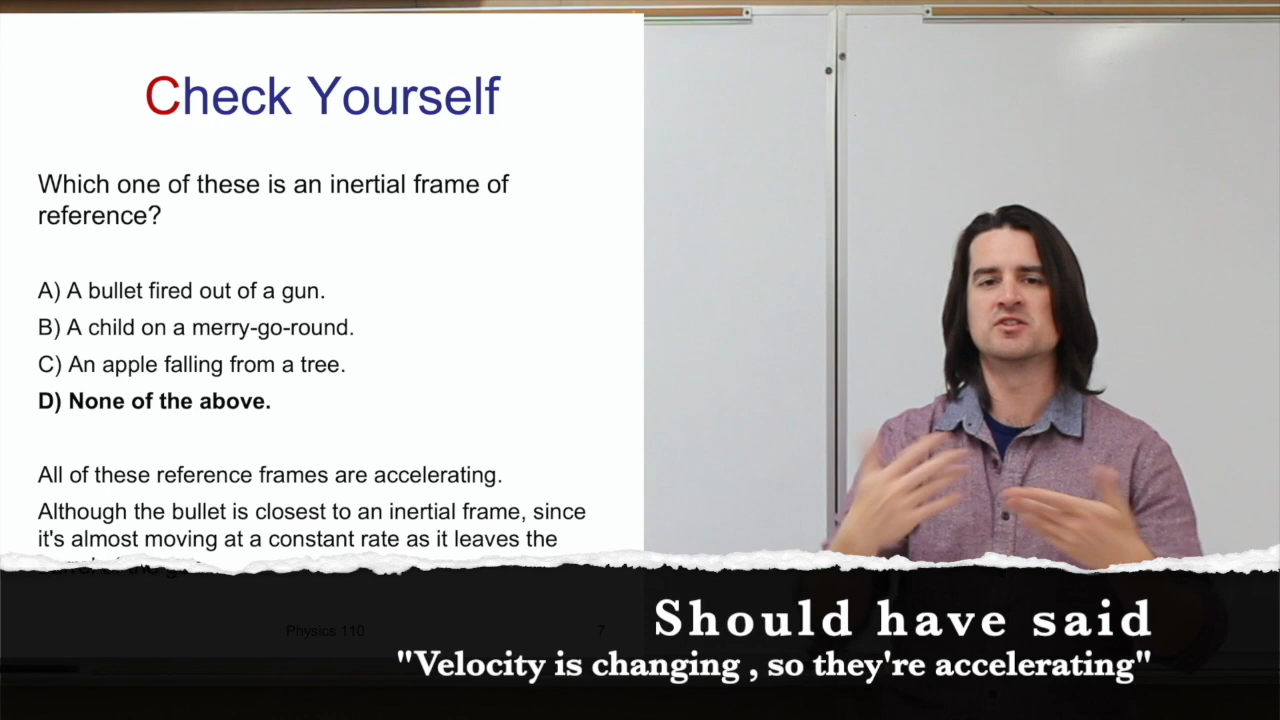 Check Yourself
Which one of these is an inertial frame of
reference?
A) A bullet fired out of a gun.
B) A child on a merry-go-round.
C) An apple falling from a tree.
D) None of the above.
All of these reference frames are accelerating.
Although the bullet is closest to an inertial frame, since
it's almost moving at a constant rate as it leaves the
Physics 110
7
Should have said
"Velocity is changing , so they're accelerating"